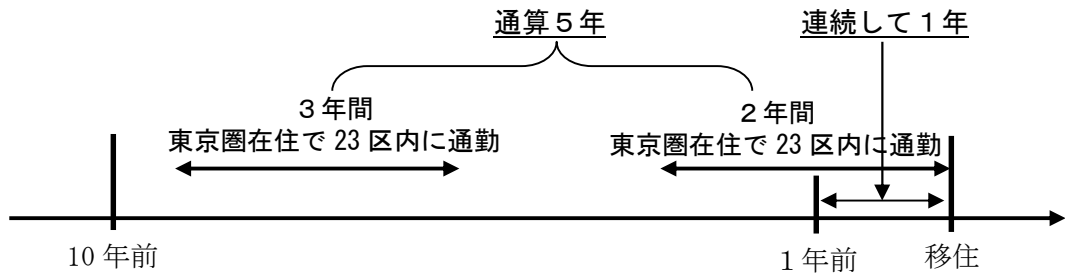 通算５年
連続して１年
３年間
東京圏在住で 23 区内に通勤
２年間
東京圏在住で 23 区内に通勤
10 年前
１年前
移住